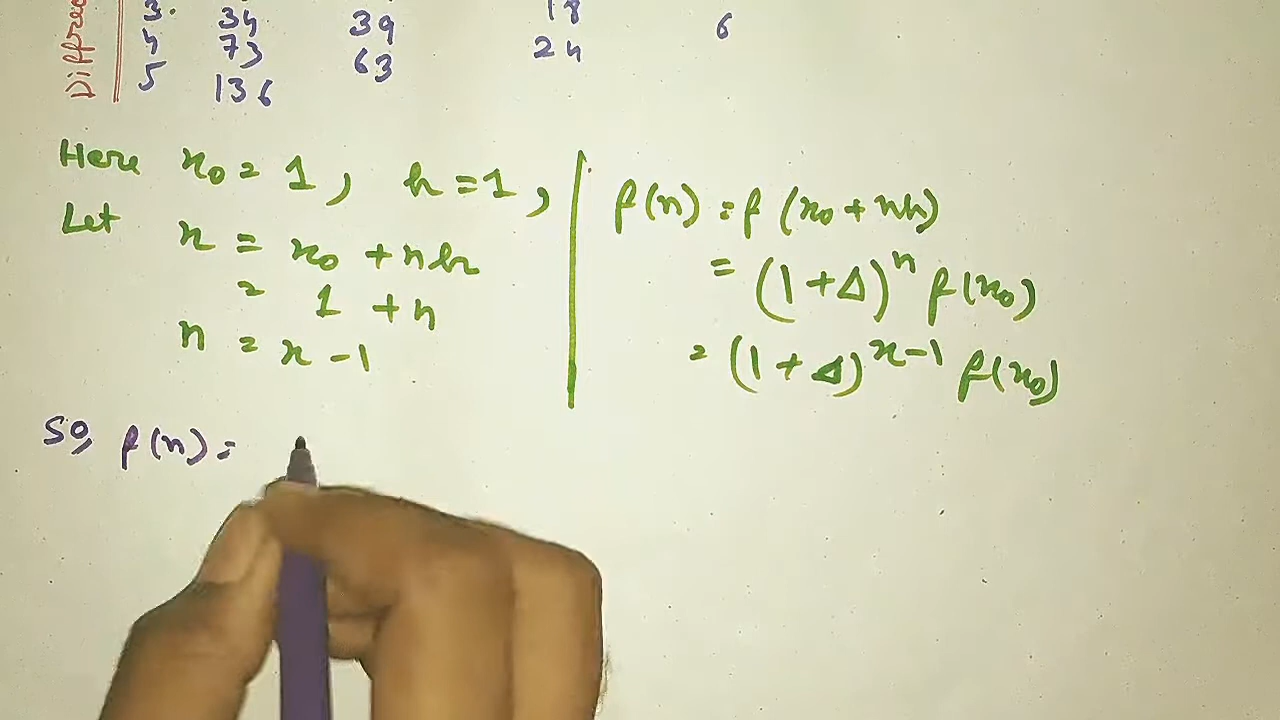 Diffrec
3. 34 39 18 6
4 73 63 24
5 136
Here x0 = 1, h = 1,
Let x = x0 + nh
= 1 + n
n = x - 1
f(x) = f(x0 + nh)
= (1 + Δ)^n f(x0)
= (1 + Δ)^x-1 f(x0)
So, f(x) =